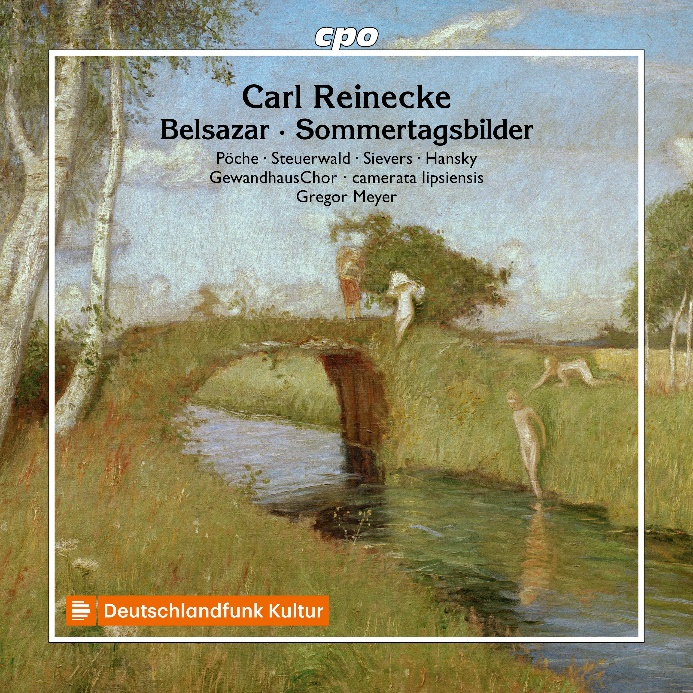 cpo
Carl Reinecke
Belsazar · Sommertagsbilder
Pöche · Steuerwald · Sievers · Hansky
GewandhausChor · camerata lipsiensis
Gregor Meyer
Deutschlandfunk Kultur